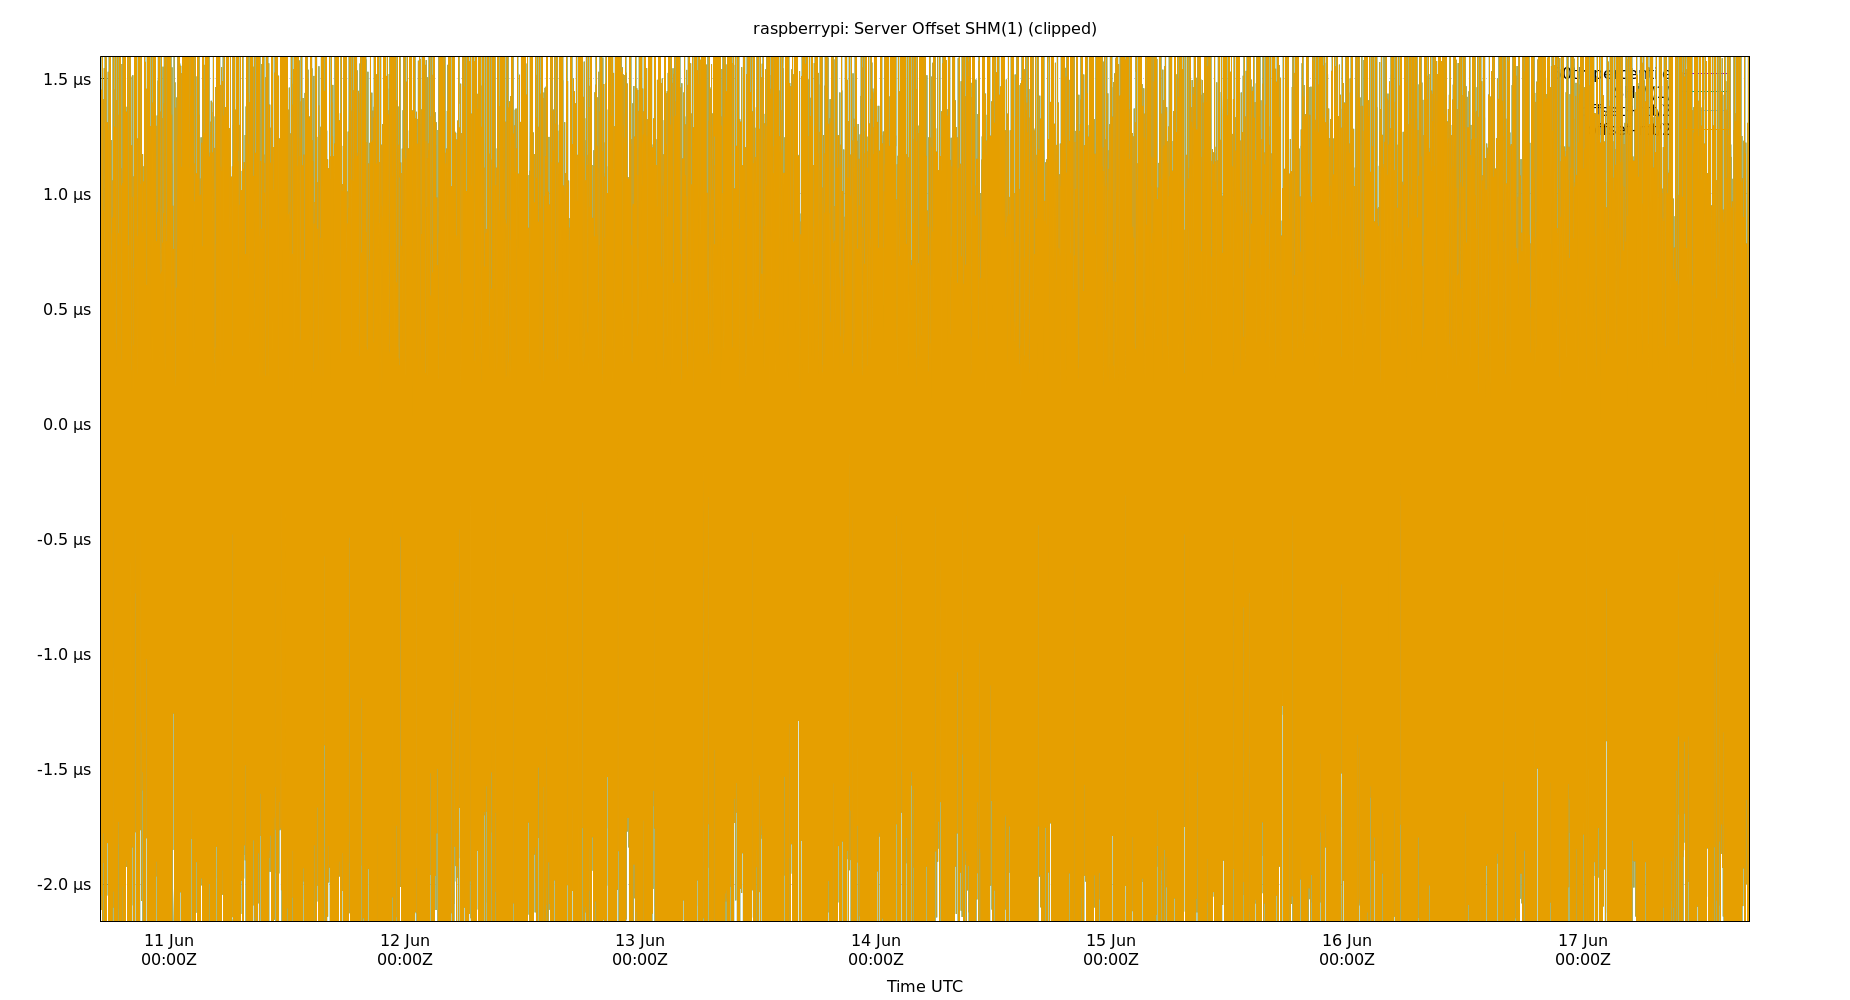 raspberrypi: Server Offset SHM(1) (clipped)
1.5 µs
1.0 µs
0.5 µs
0.0 µs
-0.5 µs
-1.0 µs
-1.5 µs
-2.0 µs
11 Jun 12 Jun 13 Jun 14 Jun 15 Jun 16 Jun 17 Jun
00:00Z 00:00Z 00:00Z 00:00Z 00:00Z 00:00Z 00:00Z
Time UTC